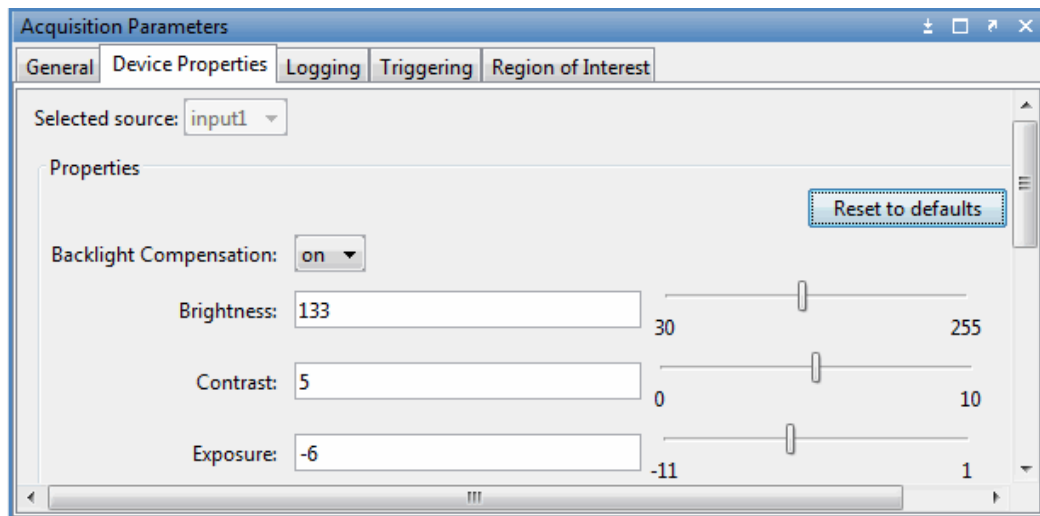 Acquisition Parameters
General Device Properties Logging Triggering Region of Interest
Selected source: input1
Properties
Reset to defaults
Backlight Compensation: on
Brightness: 133
30 255
Contrast: 5
0 10
Exposure: -6
-11 1